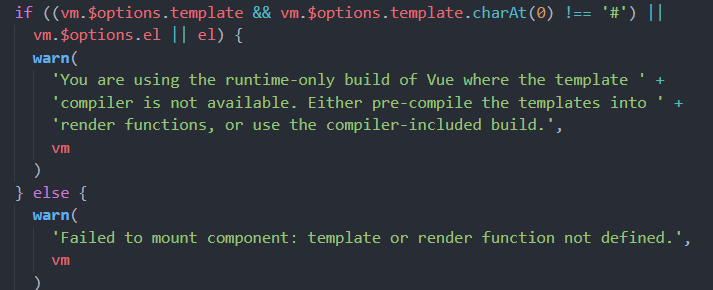 if ((vm.$options.template && vm.$options.template.charAt(0) !== '#') ||
  vm.$options.el || el) {
  warn(
    'You are using the runtime-only build of Vue where the template ' +
    'compiler is not available. Either pre-compile the templates into ' +
    'render functions, or use the compiler-included build.',
    vm
  )
} else {
  warn(
    'Failed to mount component: template or render function not defined.',
    vm
  )